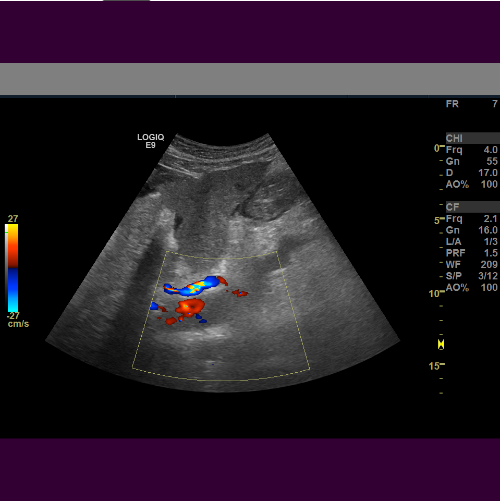 LOGIQ
E9
FR 7
CHI
Frq 4.0
Gn 55
D 17.0
AO% 100
CF
Frq 2.1
Gn 16.0
L/A 1/3
PRF 1.5
WF 209
S/P 3/12
AO% 100
0
5
10
15
27
-27
cm/s